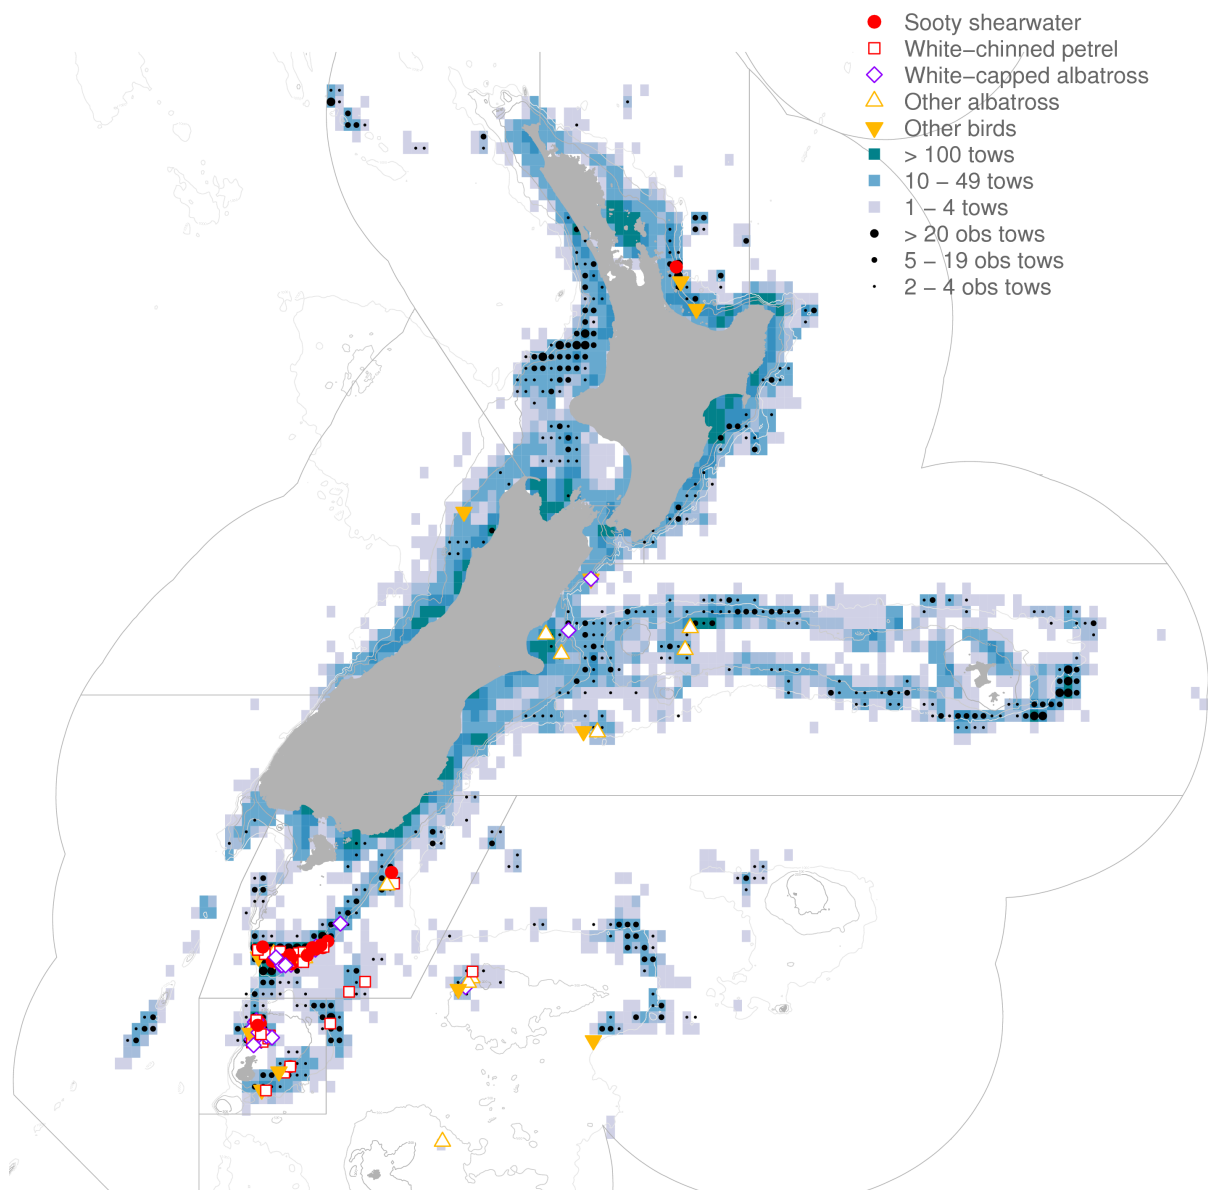 Sooty shearwater
White−chinned petrel
White−capped albatross
Other albatross
Other birds
> 100 tows
10 − 49 tows
1 − 4 tows
> 20 obs tows
5 − 19 obs tows
2 − 4 obs tows